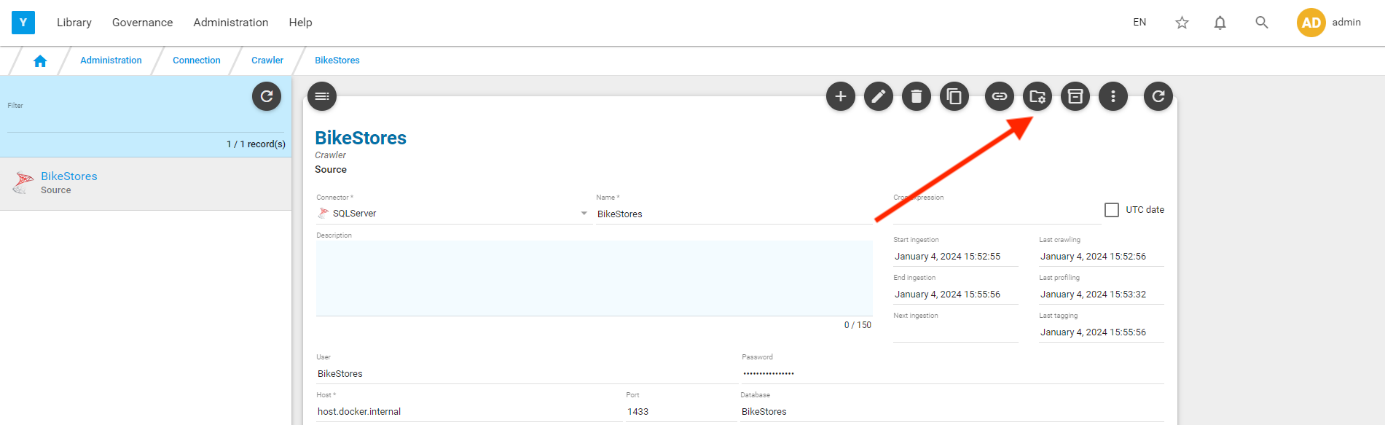 Y Library Governance Administration Help EN AD admin
Administration Connection Crawler BikeStores
Filter
1 / 1 record(s)
BikeStores
Source
BikeStores
Crawler
Source
Connector * Name * Cron expression
SQLServer BikeStores UTC date
Description Start ingestion Last crawling
January 4, 2024 15:52:55 January 4, 2024 15:52:56
End ingestion Last profiling
January 4, 2024 15:55:56 January 4, 2024 15:53:32
Next ingestion Last tagging
0 / 150 January 4, 2024 15:55:56
User Password
BikeStores ••••••••••••••••
Host * Port Database
host.docker.internal 1433 BikeStores